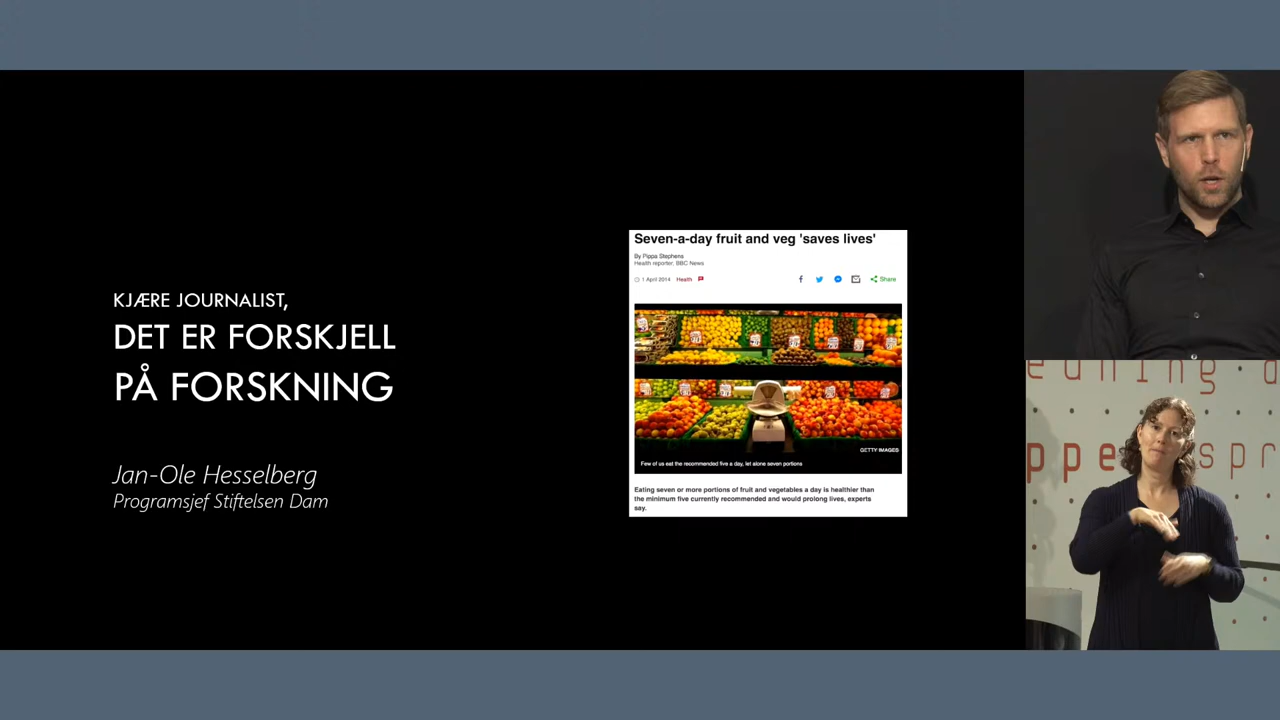 KJÆRE JOURNALIST,
DET ER FORSKJELL
PÅ FORSKNING
Jan-Ole Hesselberg
Programsjef Stiftelsen Dam
Seven-a-day fruit and veg 'saves lives'
By Pippa Stephens
Health reporter, BBC News
1 April 2014 Health
Share
GETTY IMAGES
Few of us eat the recommended five a day, let alone seven portions
Eating seven or more portions of fruit and vegetables a day is healthier than
the minimum five currently recommended and would prolong lives, experts
say.